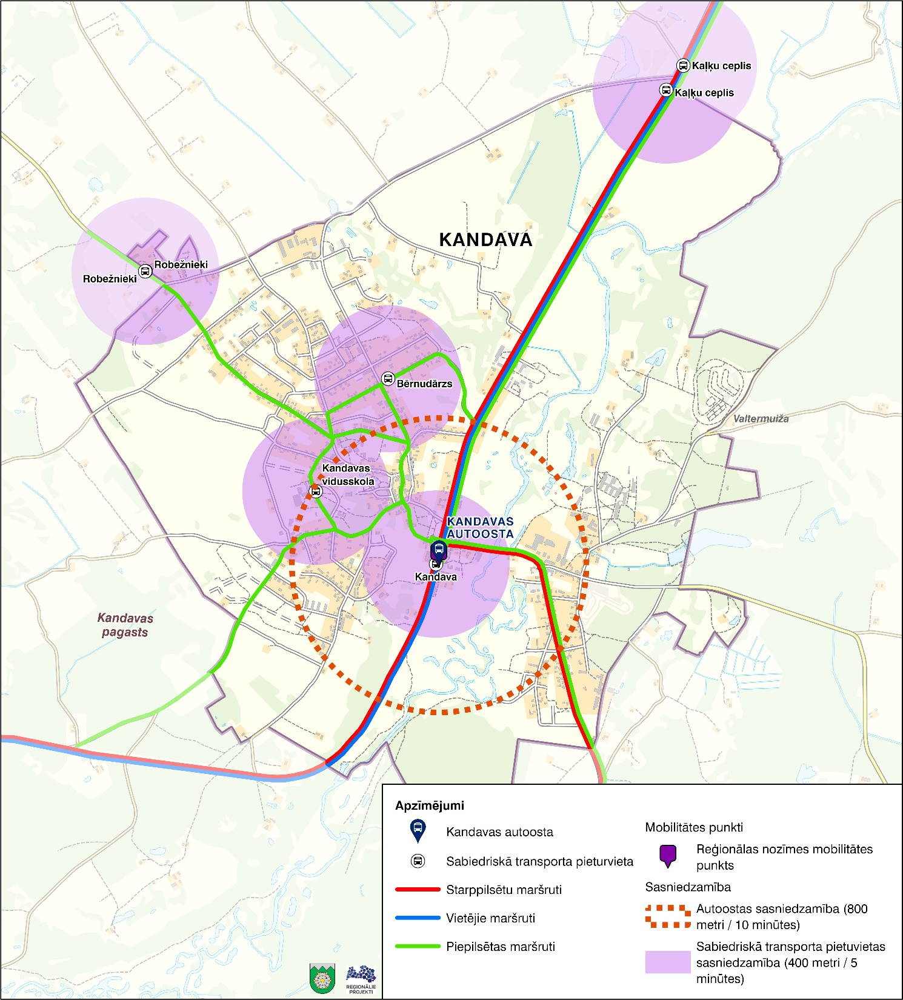 Kaļķu ceplis
Kaļķu ceplis
KANDAVA
Robežnieki
Robežnieki
Bērnudārzs
Valtermuiža
Kandavas
vidusskola
KANDAVAS
AUTOOSTA
Kandava
Kandavas
pagasts
Apzīmējumi
Kandavas autoosta
Sabiedriskā transporta pieturvieta
Starppilsētu maršruti
Vietējie maršruti
Piepilsētas maršruti
Mobilitātes punkti
Reģionālas nozīmes mobilitātes
punkts
Sasniedzamība
Autoostas sasniedzamība (800
metri / 10 minūtes)
Sabiedriskā transporta pietuvietas
sasniedzamība (400 metri / 5
minūtes)
REĢIONĀLIE
PROJEKTI